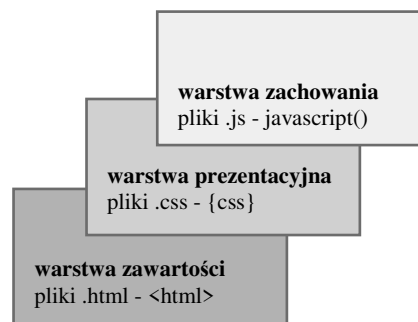 warstwa zachowania
pliki .js - javascript()
warstwa prezentacyjna
pliki .css - {css}
warstwa zawartości
pliki .html - <html>